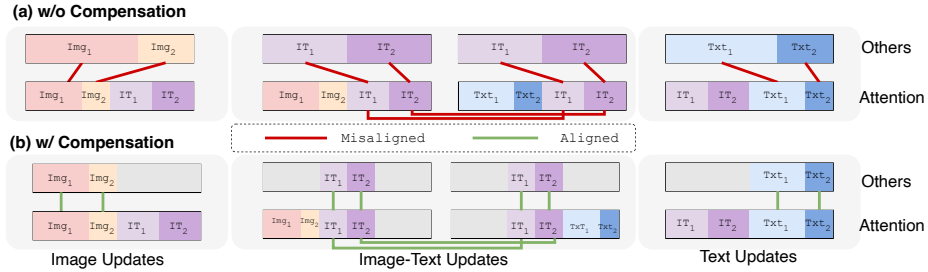 (a) w/o Compensation
Img₁ Img₂ IT₁ IT₂ IT₁ IT₂ Txt₁ Txt₂ Others
Img₁ Img₂ IT₁ IT₂ Img₁ Img₂ IT₁ IT₂ Txt₁ Txt₂ IT₁ IT₂ IT₁ IT₂ Txt₁ Txt₂ Attention
Misaligned Aligned
(b) w/ Compensation
Img₁ Img₂ IT₁ IT₂ IT₁ IT₂ Txt₁ Txt₂ Others
Img₁ Img₂ IT₁ IT₂ Img₁ Img₂ IT₁ IT₂ IT₁ IT₂ TxT₁ Txt₂ IT₁ IT₂ Txt₁ Txt₂ Attention
Image Updates Image-Text Updates Text Updates